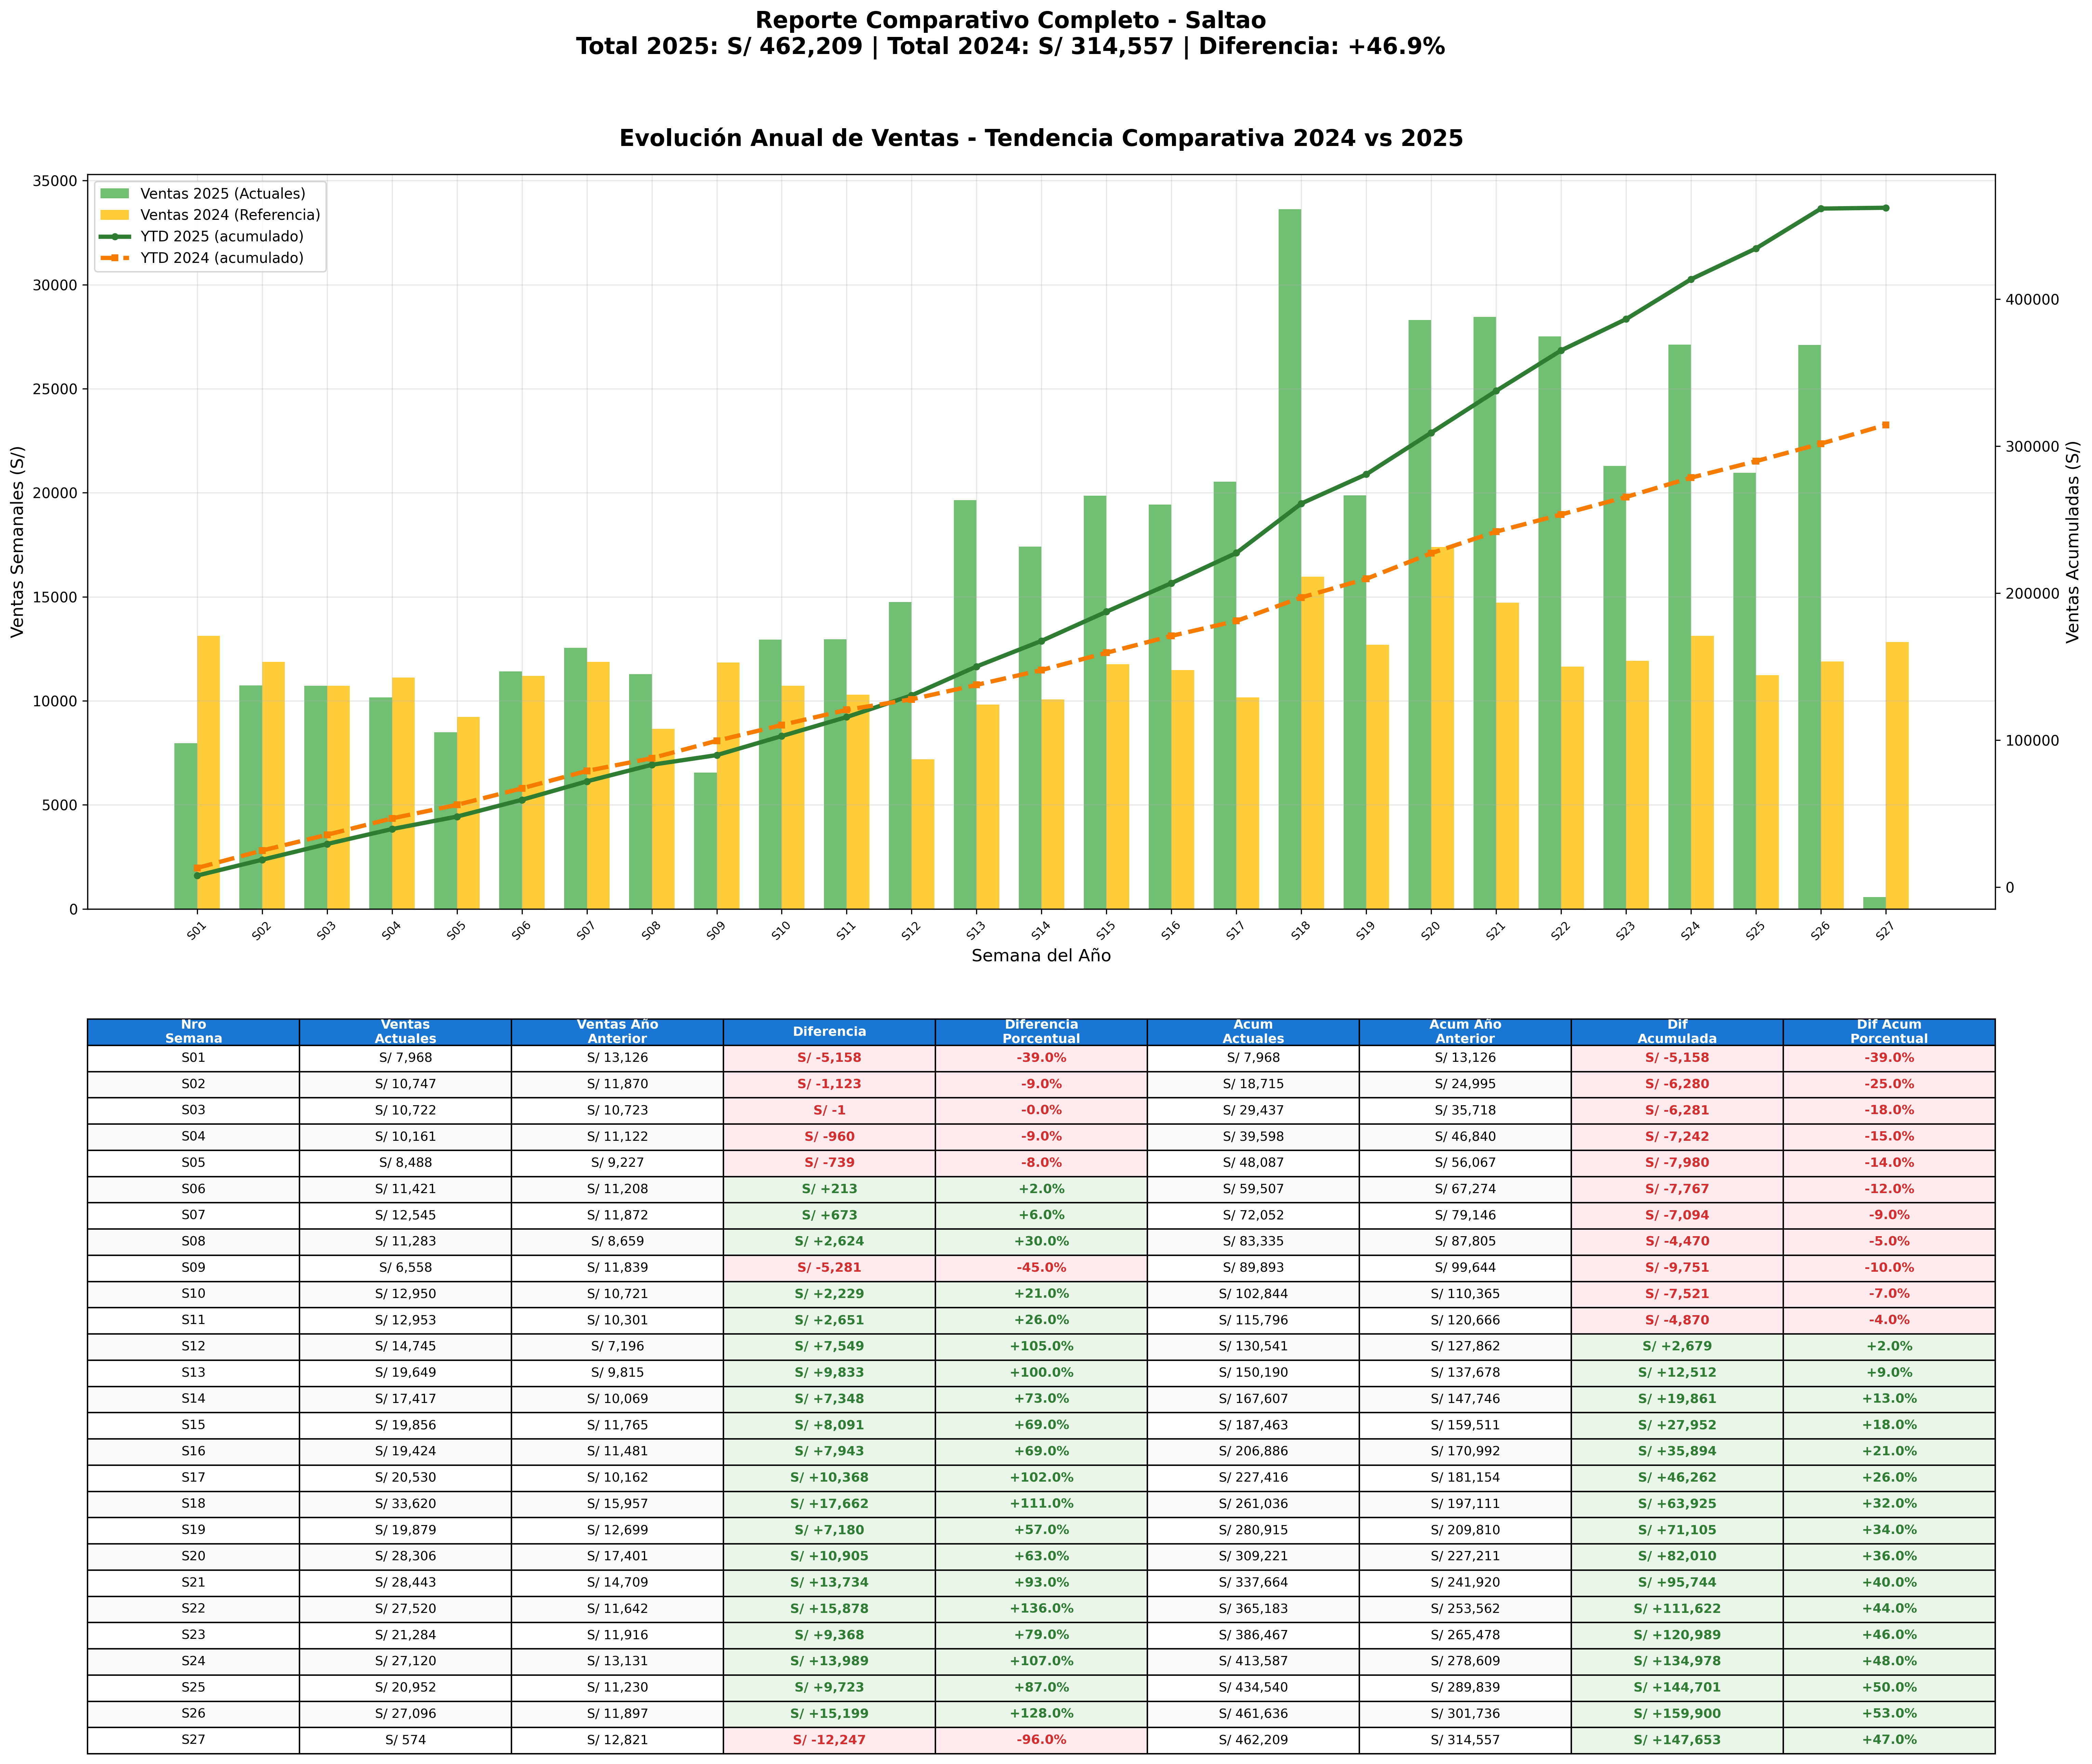 Reporte Comparativo Completo - Saltao
Total 2025: S/ 462,209 | Total 2024: S/ 314,557 | Diferencia: +46.9%
Evolución Anual de Ventas - Tendencia Comparativa 2024 vs 2025
Ventas 2025 (Actuales)
Ventas 2024 (Referencia)
YTD 2025 (acumulado)
YTD 2024 (acumulado)
Ventas Semanales (S/)
35000
30000
25000
20000
15000
10000
5000
0
Ventas Acumuladas (S/)
400000
300000
200000
100000
0
S01 S02 S03 S04 S05 S06 S07 S08 S09 S10 S11 S12 S13 S14 S15 S16 S17 S18 S19 S20 S21 S22 S23 S24 S25 S26 S27
Semana del Año
Nro Semana | Ventas Actuales | Ventas Año Anterior | Diferencia | Diferencia Porcentual | Acum Actuales | Acum Año Anterior | Dif Acumulada | Dif Acum Porcentual
S01 S/ 7,968 S/ 13,126 S/ -5,158 -39.0% S/ 7,968 S/ 13,126 S/ -5,158 -39.0%
S02 S/ 10,747 S/ 11,870 S/ -1,123 -9.0% S/ 18,715 S/ 24,995 S/ -6,280 -25.0%
S03 S/ 10,722 S/ 10,723 S/ -1 -0.0% S/ 29,437 S/ 35,718 S/ -6,281 -18.0%
S04 S/ 10,161 S/ 11,122 S/ -960 -9.0% S/ 39,598 S/ 46,840 S/ -7,242 -15.0%
S05 S/ 8,488 S/ 9,227 S/ -739 -8.0% S/ 48,087 S/ 56,067 S/ -7,980 -14.0%
S06 S/ 11,421 S/ 11,208 S/ +213 +2.0% S/ 59,507 S/ 67,274 S/ -7,767 -12.0%
S07 S/ 12,545 S/ 11,872 S/ +673 +6.0% S/ 72,052 S/ 79,146 S/ -7,094 -9.0%
S08 S/ 11,283 S/ 8,659 S/ +2,624 +30.0% S/ 83,335 S/ 87,805 S/ -4,470 -5.0%
S09 S/ 6,558 S/ 11,839 S/ -5,281 -45.0% S/ 89,893 S/ 99,644 S/ -9,751 -10.0%
S10 S/ 12,950 S/ 10,721 S/ +2,229 +21.0% S/ 102,844 S/ 110,365 S/ -7,521 -7.0%
S11 S/ 12,953 S/ 10,301 S/ +2,651 +26.0% S/ 115,796 S/ 120,666 S/ -4,870 -4.0%
S12 S/ 14,745 S/ 7,196 S/ +7,549 +105.0% S/ 130,541 S/ 127,862 S/ +2,679 +2.0%
S13 S/ 19,649 S/ 9,815 S/ +9,833 +100.0% S/ 150,190 S/ 137,678 S/ +12,512 +9.0%
S14 S/ 17,417 S/ 10,069 S/ +7,348 +73.0% S/ 167,607 S/ 147,746 S/ +19,861 +13.0%
S15 S/ 19,856 S/ 11,765 S/ +8,091 +69.0% S/ 187,463 S/ 159,511 S/ +27,952 +18.0%
S16 S/ 19,424 S/ 11,481 S/ +7,943 +69.0% S/ 206,886 S/ 170,992 S/ +35,894 +21.0%
S17 S/ 20,530 S/ 10,162 S/ +10,368 +102.0% S/ 227,416 S/ 181,154 S/ +46,262 +26.0%
S18 S/ 33,620 S/ 15,957 S/ +17,662 +111.0% S/ 261,036 S/ 197,111 S/ +63,925 +32.0%
S19 S/ 19,879 S/ 12,699 S/ +7,180 +57.0% S/ 280,915 S/ 209,810 S/ +71,105 +34.0%
S20 S/ 28,306 S/ 17,401 S/ +10,905 +63.0% S/ 309,221 S/ 227,211 S/ +82,010 +36.0%
S21 S/ 28,443 S/ 14,709 S/ +13,734 +93.0% S/ 337,664 S/ 241,920 S/ +95,744 +40.0%
S22 S/ 27,520 S/ 11,642 S/ +15,878 +136.0% S/ 365,183 S/ 253,562 S/ +111,622 +44.0%
S23 S/ 21,284 S/ 11,916 S/ +9,368 +79.0% S/ 386,467 S/ 265,478 S/ +120,989 +46.0%
S24 S/ 27,120 S/ 13,131 S/ +13,989 +107.0% S/ 413,587 S/ 278,609 S/ +134,978 +48.0%
S25 S/ 20,952 S/ 11,230 S/ +9,723 +87.0% S/ 434,540 S/ 289,839 S/ +144,701 +50.0%
S26 S/ 27,096 S/ 11,897 S/ +15,199 +128.0% S/ 461,636 S/ 301,736 S/ +159,900 +53.0%
S27 S/ 574 S/ 12,821 S/ -12,247 -96.0% S/ 462,209 S/ 314,557 S/ +147,653 +47.0%